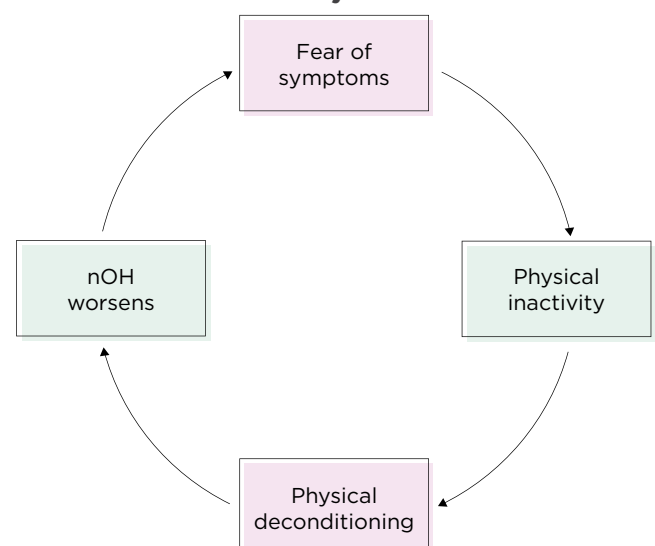 Fear of
symptoms
Physical
inactivity
Physical
deconditioning
nOH
worsens